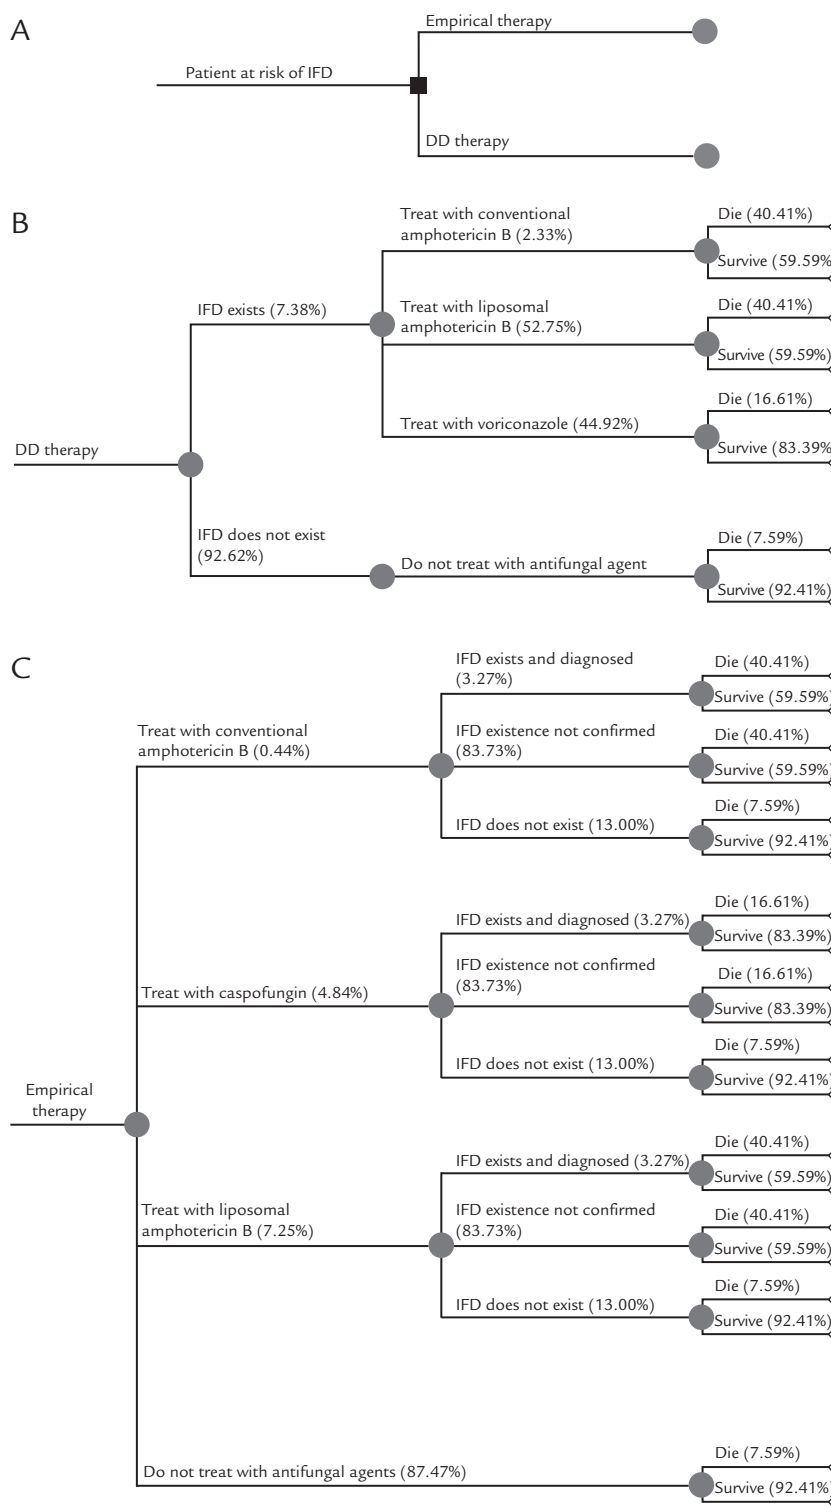 A
Empirical therapy
Patient at risk of IFD
DD therapy
B
Treat with conventional
amphotericin B (2.33%)
Die (40.41%)
Survive (59.59%
IFD exists (7.38%)
Treat with liposomal
amphotericin B (52.75%)
Die (40.41%)
Survive (59.59%
Treat with voriconazole (44.92%)
Die (16.61%)
Survive (83.39%
DD therapy
IFD does not exist
(92.62%)
Do not treat with antifungal agent
Die (7.59%)
Survive (92.41%)
C
IFD exists and diagnosed
(3.27%)
Die (40.41%)
Survive (59.59%)
Treat with conventional
amphotericin B (0.44%)
IFD existence not confirmed
(83.73%)
Die (40.41%)
Survive (59.59%)
IFD does not exist (13.00%)
Die (7.59%)
Survive (92.41%)
IFD exists and diagnosed (3.27%)
Die (16.61%)
Survive (83.39%)
Treat with caspofungin (4.84%)
IFD existence not confirmed
(83.73%)
Die (16.61%)
Survive (83.39%)
IFD does not exist (13.00%)
Die (7.59%)
Survive (92.41%)
Empirical
therapy
IFD exists and diagnosed (3.27%)
Die (40.41%)
Survive (59.59%)
Treat with liposomal
amphotericin B (7.25%)
IFD existence not confirmed
(83.73%)
Die (40.41%)
Survive (59.59%)
IFD does not exist (13.00%)
Die (7.59%)
Survive (92.41%)
Do not treat with antifungal agents (87.47%)
Die (7.59%)
Survive (92.41%)